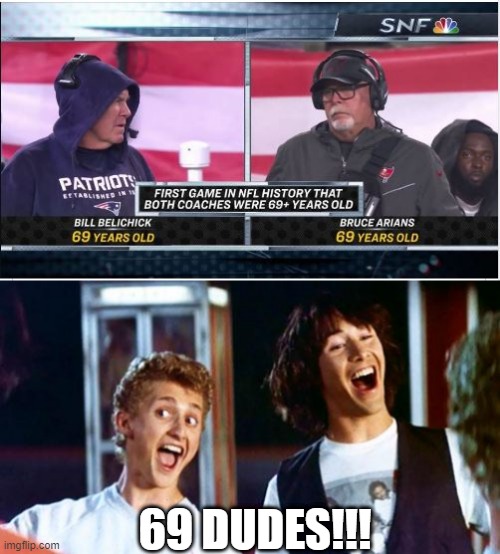 SNF
PATRIOTS
ESTABLISHED IN 19
FIRST GAME IN NFL HISTORY THAT
BOTH COACHES WERE 69+ YEARS OLD
BILL BELICHICK
69 YEARS OLD
BRUCE ARIANS
69 YEARS OLD
69 DUDES!!!
imgflip.com